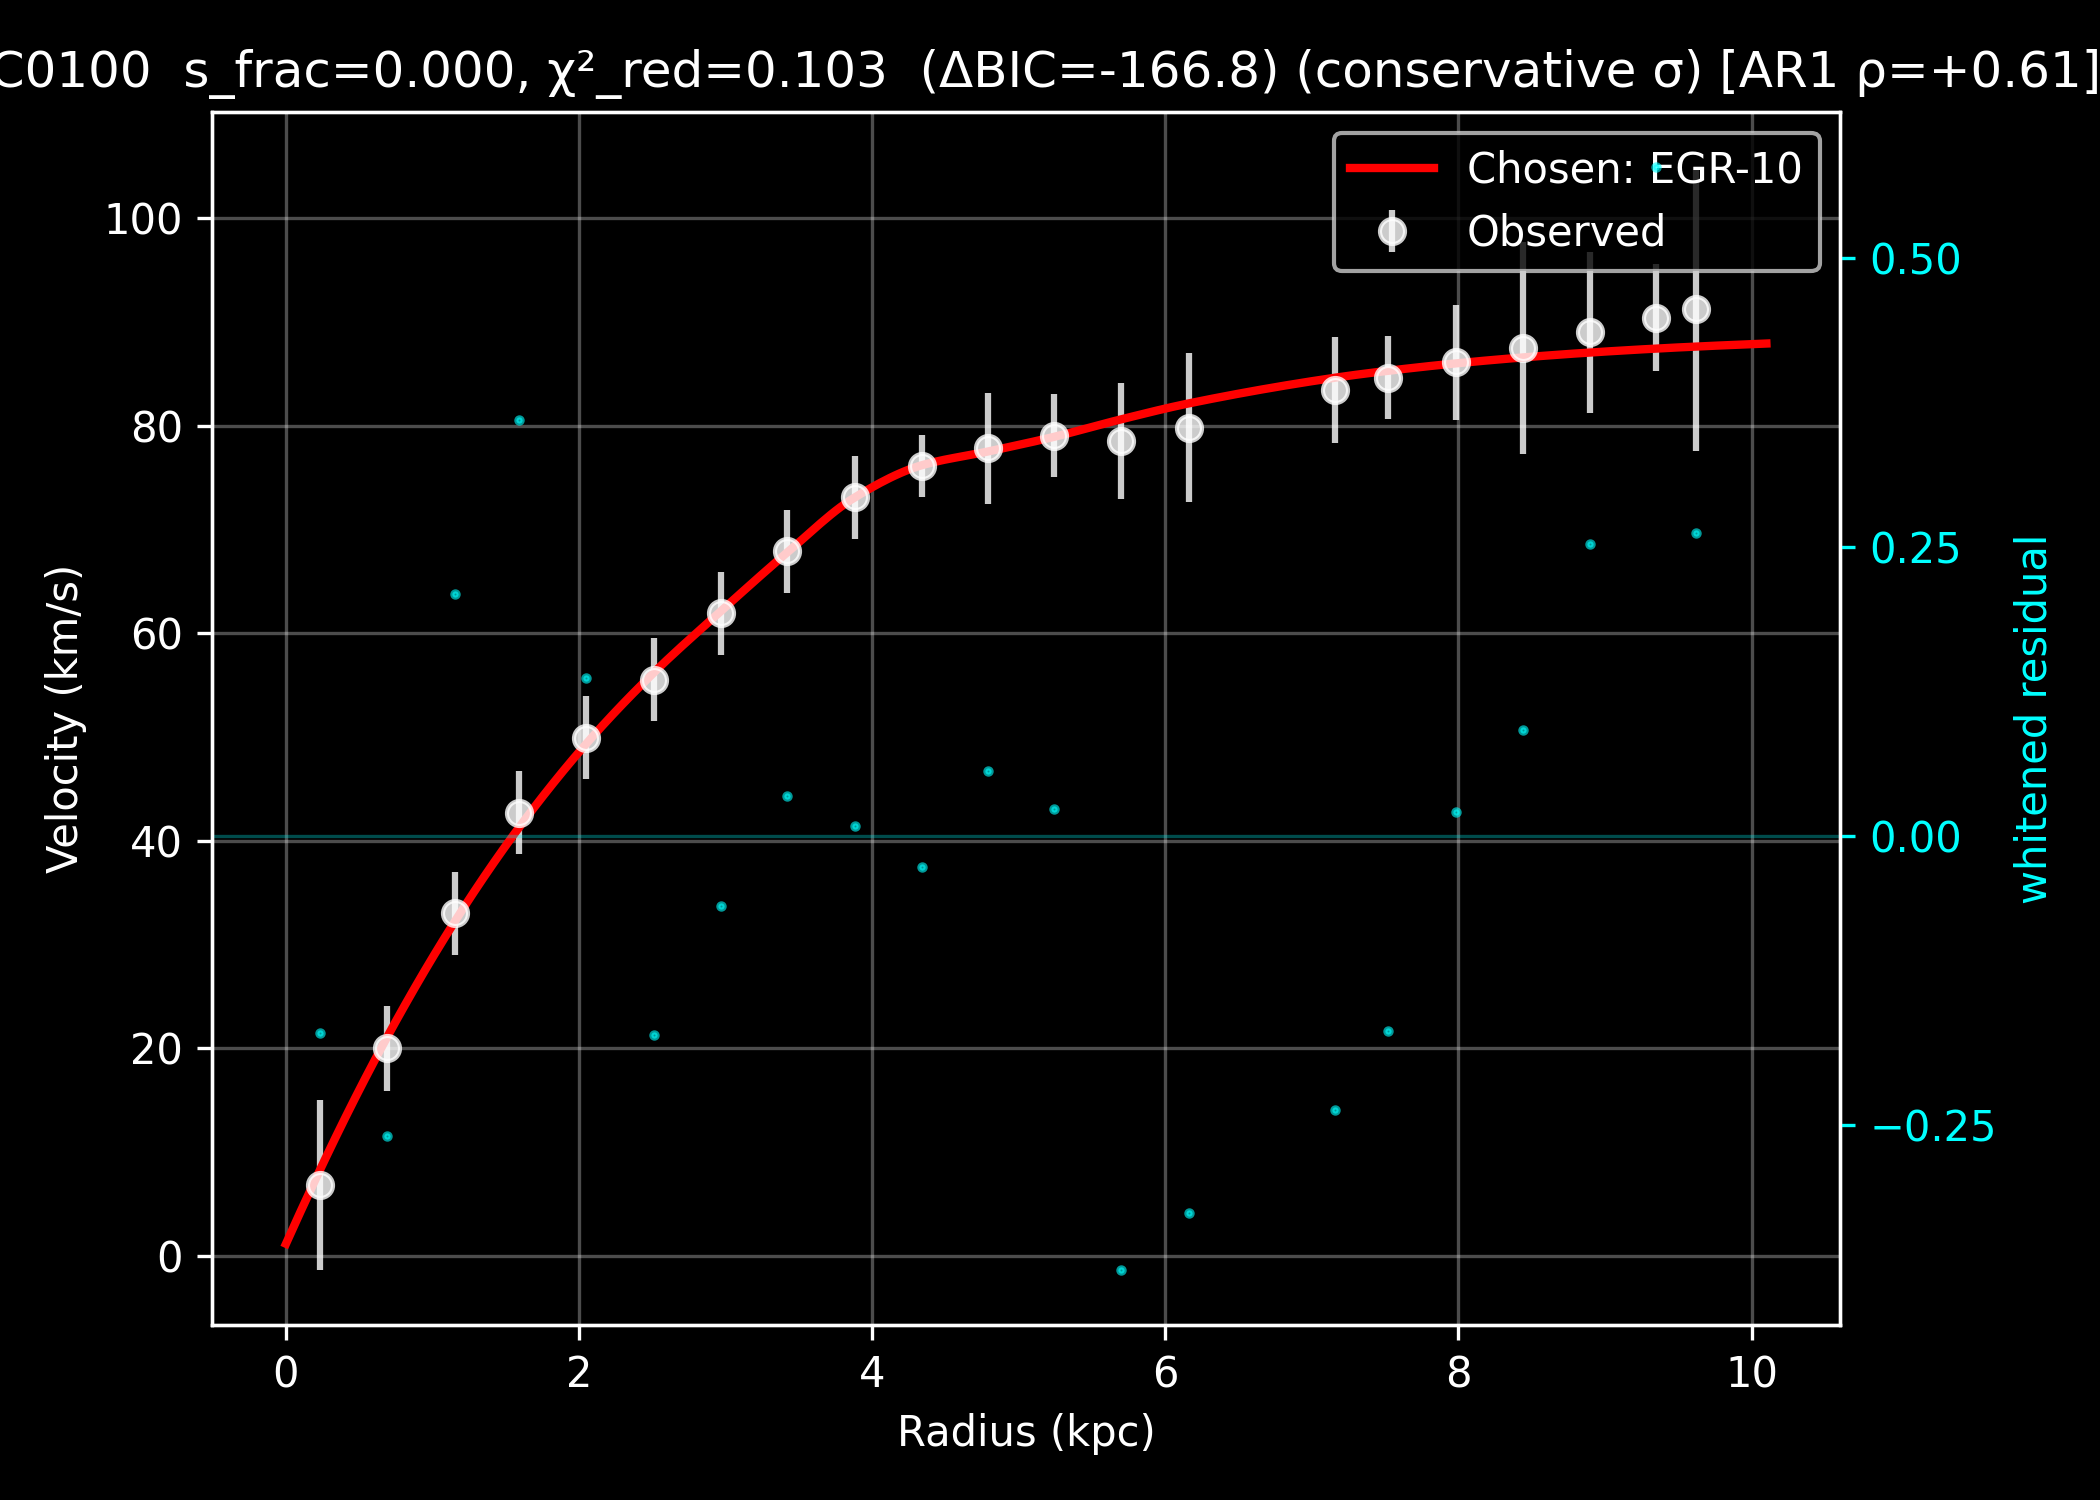 C0100 s_frac=0.000, χ²_red=0.103 (ΔBIC=-166.8) (conservative σ) [AR1 ρ=+0.61]
Chosen: EGR-10
Observed
100
80
60
40
20
0
Velocity (km/s)
0.50
0.25
0.00
−0.25
whitened residual
0
2
4
6
8
10
Radius (kpc)